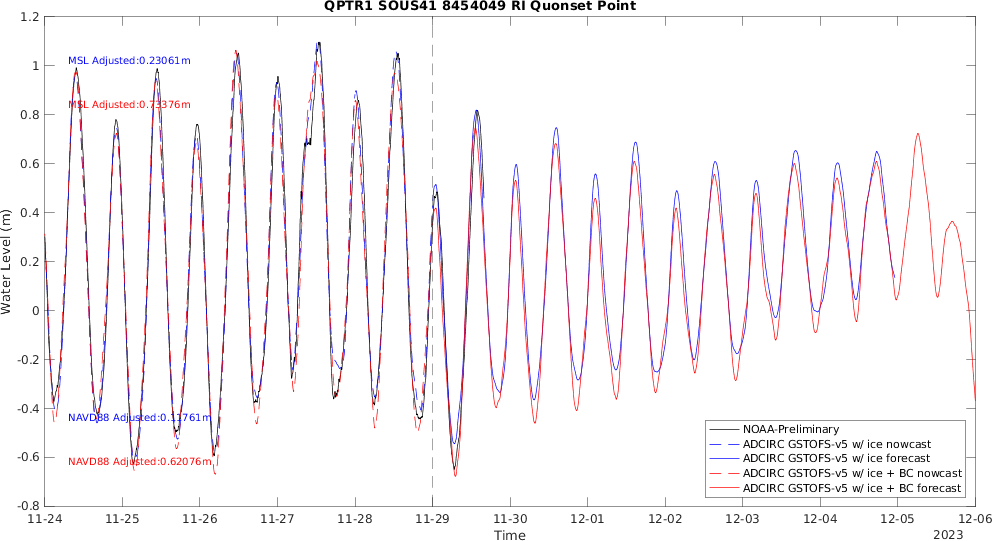 QPTR1 SOUS41 8454049 RI Quonset Point
Water Level (m)
1.2
1
0.8
0.6
0.4
0.2
0
-0.2
-0.4
-0.6
-0.8
MSL Adjusted:0.23061m
MSL Adjusted:0.73376m
NAVD88 Adjusted:0.11761m
NAVD88 Adjusted:0.62076m
NOAA-Preliminary
ADCIRC GSTOFS-v5 w/ ice nowcast
ADCIRC GSTOFS-v5 w/ ice forecast
ADCIRC GSTOFS-v5 w/ ice + BC nowcast
ADCIRC GSTOFS-v5 w/ ice + BC forecast
11-24 11-25 11-26 11-27 11-28 11-29 11-30 12-01 12-02 12-03 12-04 12-05 12-06
Time
2023